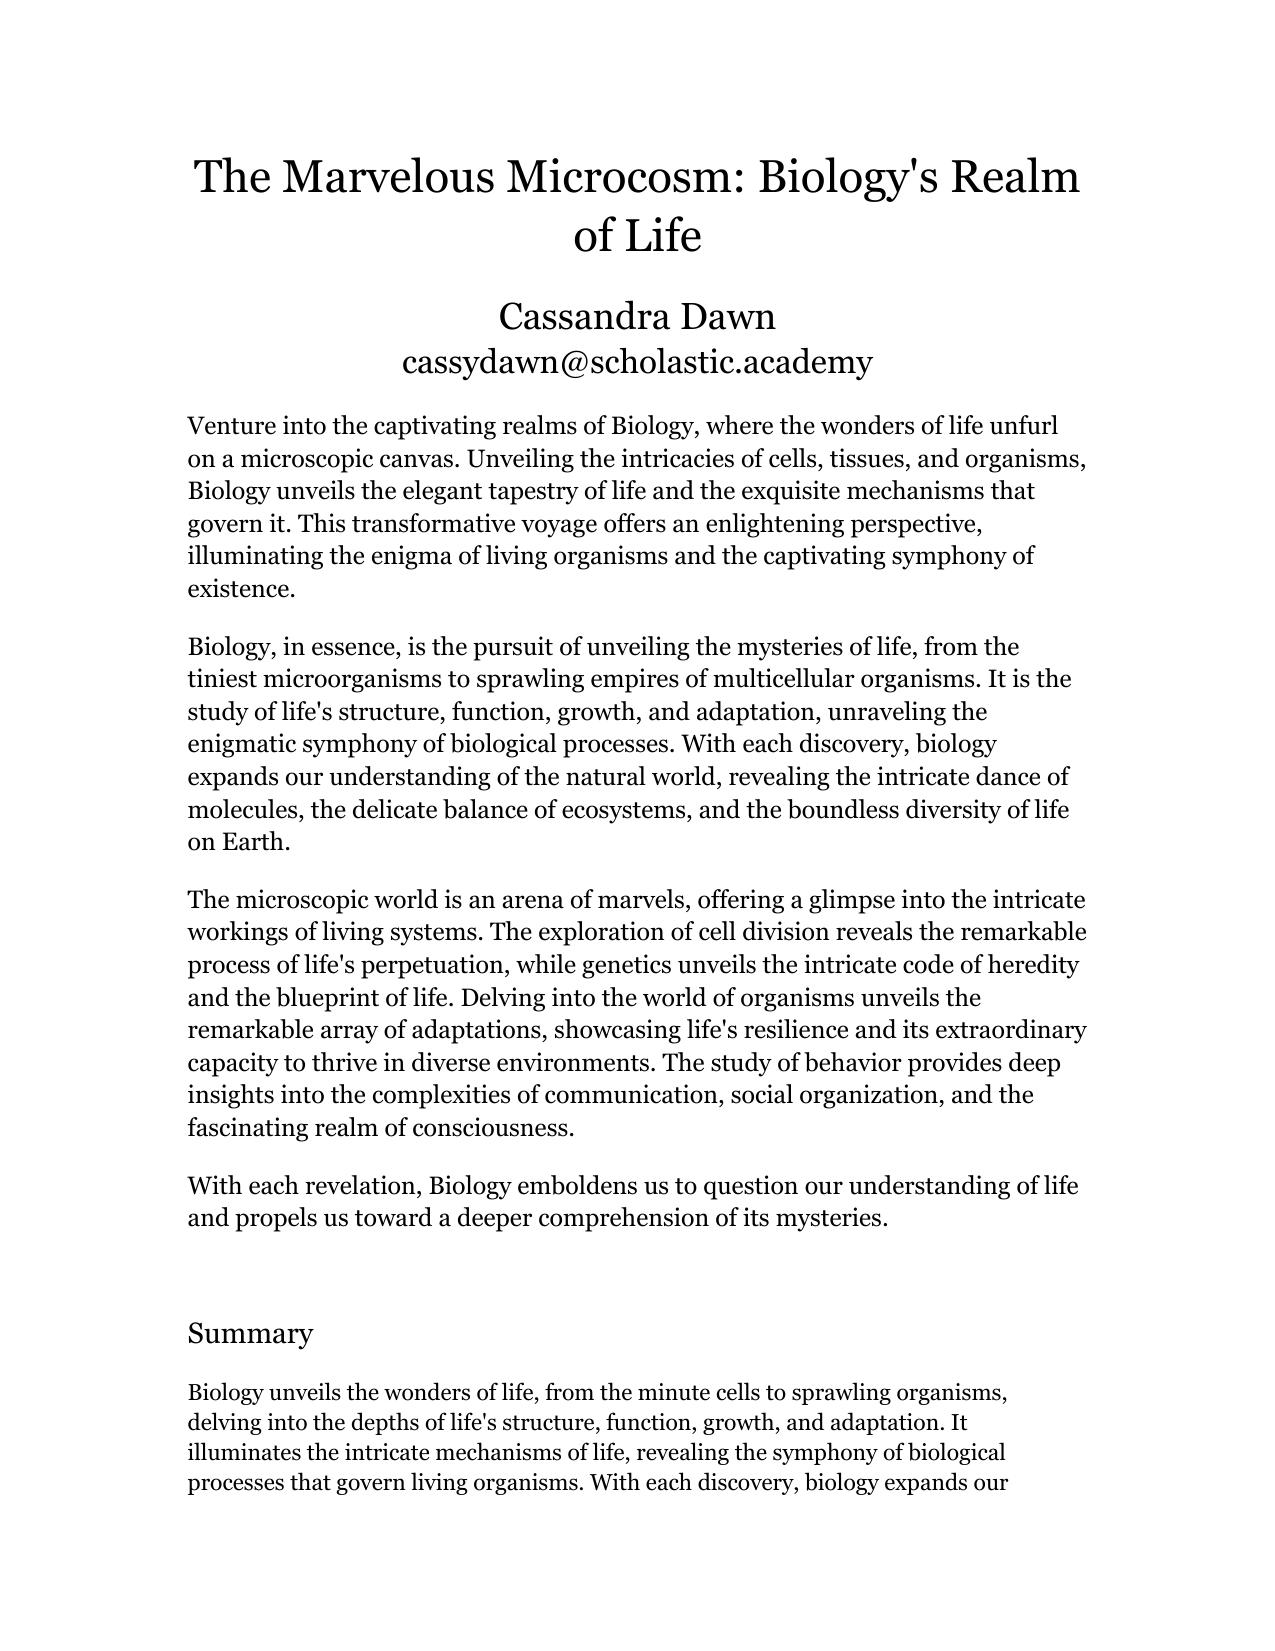 The Marvelous Microcosm: Biology's Realm
of Life
Cassandra Dawn
cassydawn@scholastic.academy
Venture into the captivating realms of Biology, where the wonders of life unfurl
on a microscopic canvas. Unveiling the intricacies of cells, tissues, and organisms,
Biology unveils the elegant tapestry of life and the exquisite mechanisms that
govern it. This transformative voyage offers an enlightening perspective,
illuminating the enigma of living organisms and the captivating symphony of
existence.
Biology, in essence, is the pursuit of unveiling the mysteries of life, from the
tiniest microorganisms to sprawling empires of multicellular organisms. It is the
study of life's structure, function, growth, and adaptation, unraveling the
enigmatic symphony of biological processes. With each discovery, biology
expands our understanding of the natural world, revealing the intricate dance of
molecules, the delicate balance of ecosystems, and the boundless diversity of life
on Earth.
The microscopic world is an arena of marvels, offering a glimpse into the intricate
workings of living systems. The exploration of cell division reveals the remarkable
process of life's perpetuation, while genetics unveils the intricate code of heredity
and the blueprint of life. Delving into the world of organisms unveils the
remarkable array of adaptations, showcasing life's resilience and its extraordinary
capacity to thrive in diverse environments. The study of behavior provides deep
insights into the complexities of communication, social organization, and the
fascinating realm of consciousness.
With each revelation, Biology emboldens us to question our understanding of life
and propels us toward a deeper comprehension of its mysteries.
Summary
Biology unveils the wonders of life, from the minute cells to sprawling organisms,
delving into the depths of life's structure, function, growth, and adaptation. It
illuminates the intricate mechanisms of life, revealing the symphony of biological
processes that govern living organisms. With each discovery, biology expands our